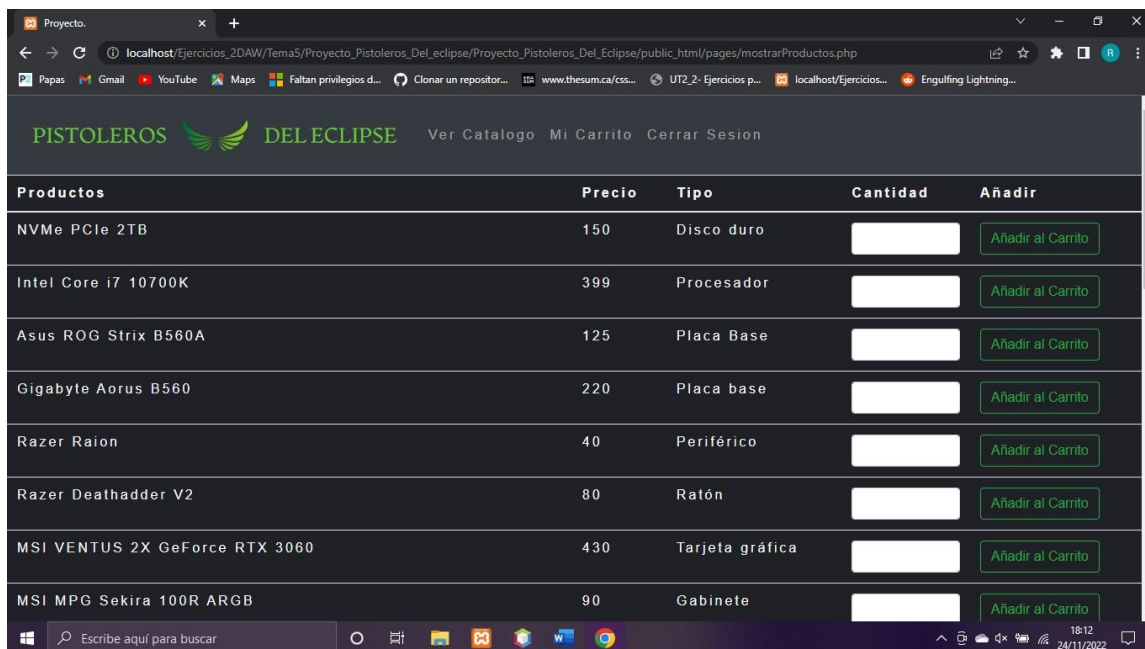 Proyecto.
localhost/Ejercicios_2DAW/Tema5/Proyecto_Pistoleros_Del_eclipse/Proyecto_Pistoleros_Del_Eclipse/public_html/pages/mostrarProductos.php
R
Papas Gmail YouTube Maps Faltan privilegios d... Clonar un repositor... www.thesum.ca/css... UT2_2- Ejercicios p... localhost/Ejercicios... Engulfing Lightning...
PISTOLEROS DEL ECLIPSE Ver Catalogo Mi Carrito Cerrar Sesion
Productos Precio Tipo Cantidad Añadir
NVMe PCIe 2TB 150 Disco duro Añadir al Carrito
Intel Core i7 10700K 399 Procesador Añadir al Carrito
Asus ROG Strix B560A 125 Placa Base Añadir al Carrito
Gigabyte Aorus B560 220 Placa base Añadir al Carrito
Razer Raion 40 Periférico Añadir al Carrito
Razer Deathadder V2 80 Ratón Añadir al Carrito
MSI VENTUS 2X GeForce RTX 3060 430 Tarjeta gráfica Añadir al Carrito
MSI MPG Sekira 100R ARGB 90 Gabinete Añadir al Carrito
Escribe aquí para buscar
18:12
24/11/2022